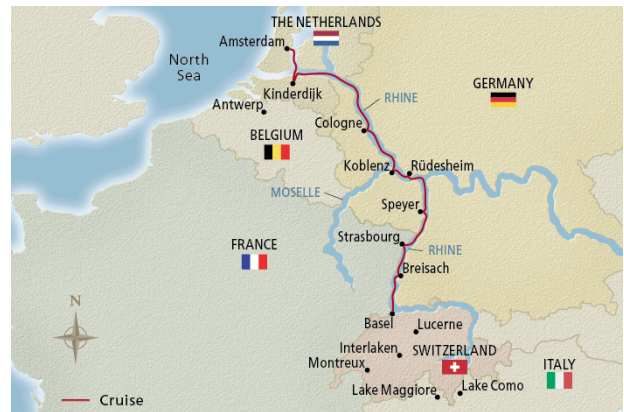 THE NETHERLANDS
Amsterdam
North
Sea
Kinderdijk
GERMANY
RHINE
Antwerp
Cologne
BELGIUM
Koblenz
Rüdesheim
MOSELLE
Speyer
Strasbourg
FRANCE
RHINE
Breisach
N
Basel
Lucerne
Interlaken
SWITZERLAND
Montreux
ITALY
Lake Maggiore
Lake Como
Cruise